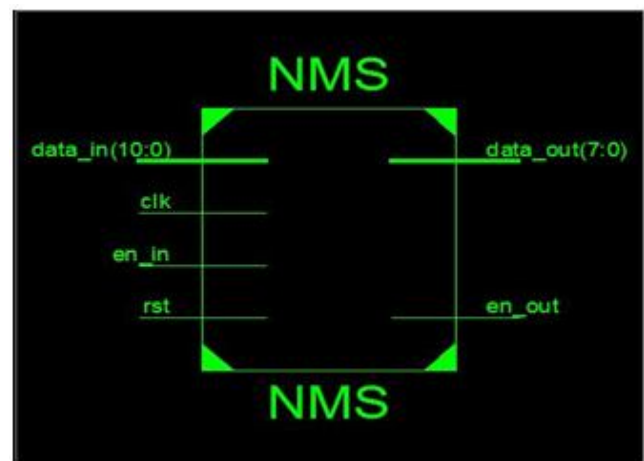 NMS
data_in(10:0)
data_out(7:0)
clk
en_in
rst
en_out
NMS